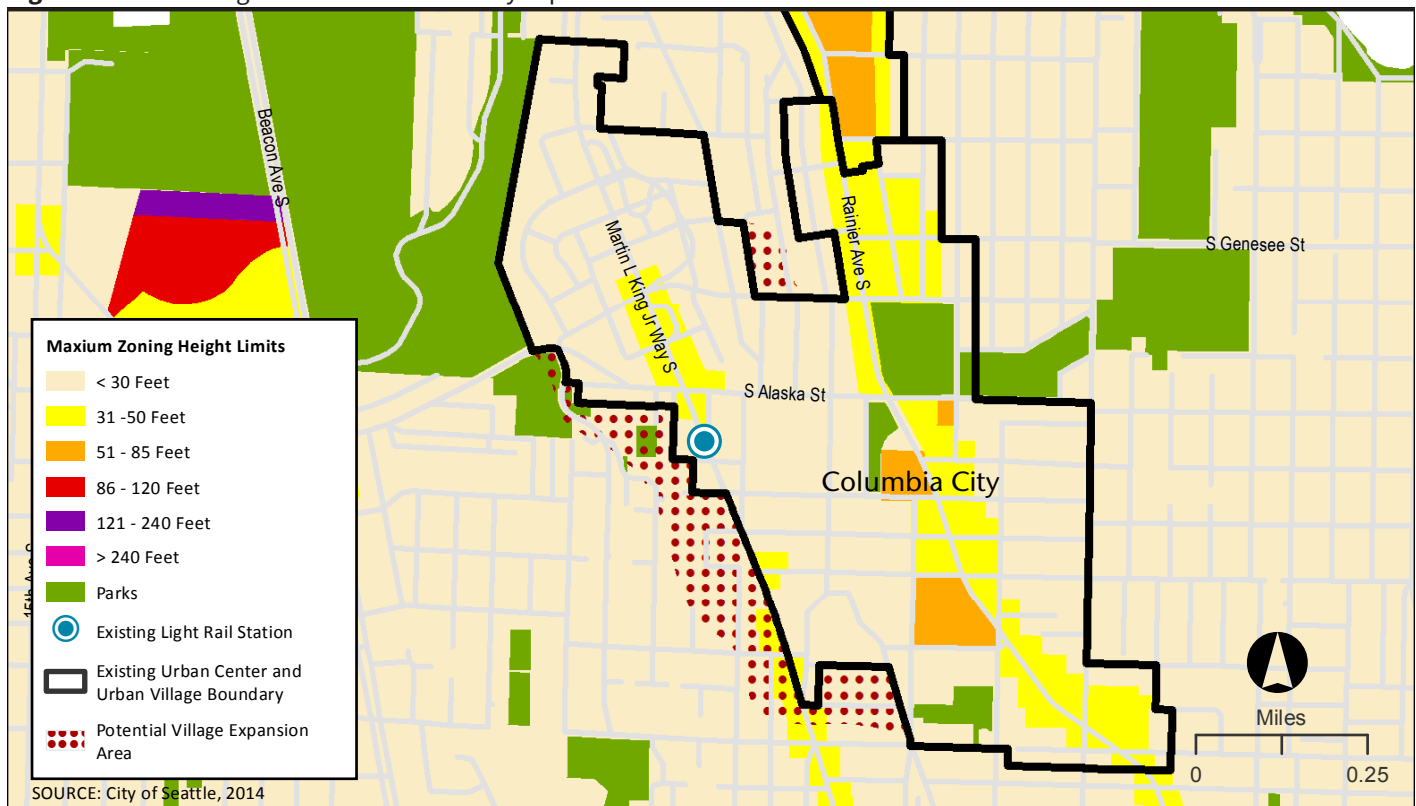 Beacon Ave S
Martin L King Jr Way S
Rainier Ave S
S Genesee St
S Alaska St
Columbia City
Maxium Zoning Height Limits
< 30 Feet
31 -50 Feet
51 - 85 Feet
86 - 120 Feet
121 - 240 Feet
> 240 Feet
Parks
Existing Light Rail Station
Existing Urban Center and
Urban Village Boundary
Potential Village Expansion
Area
Miles
0 0.25
SOURCE: City of Seattle, 2014